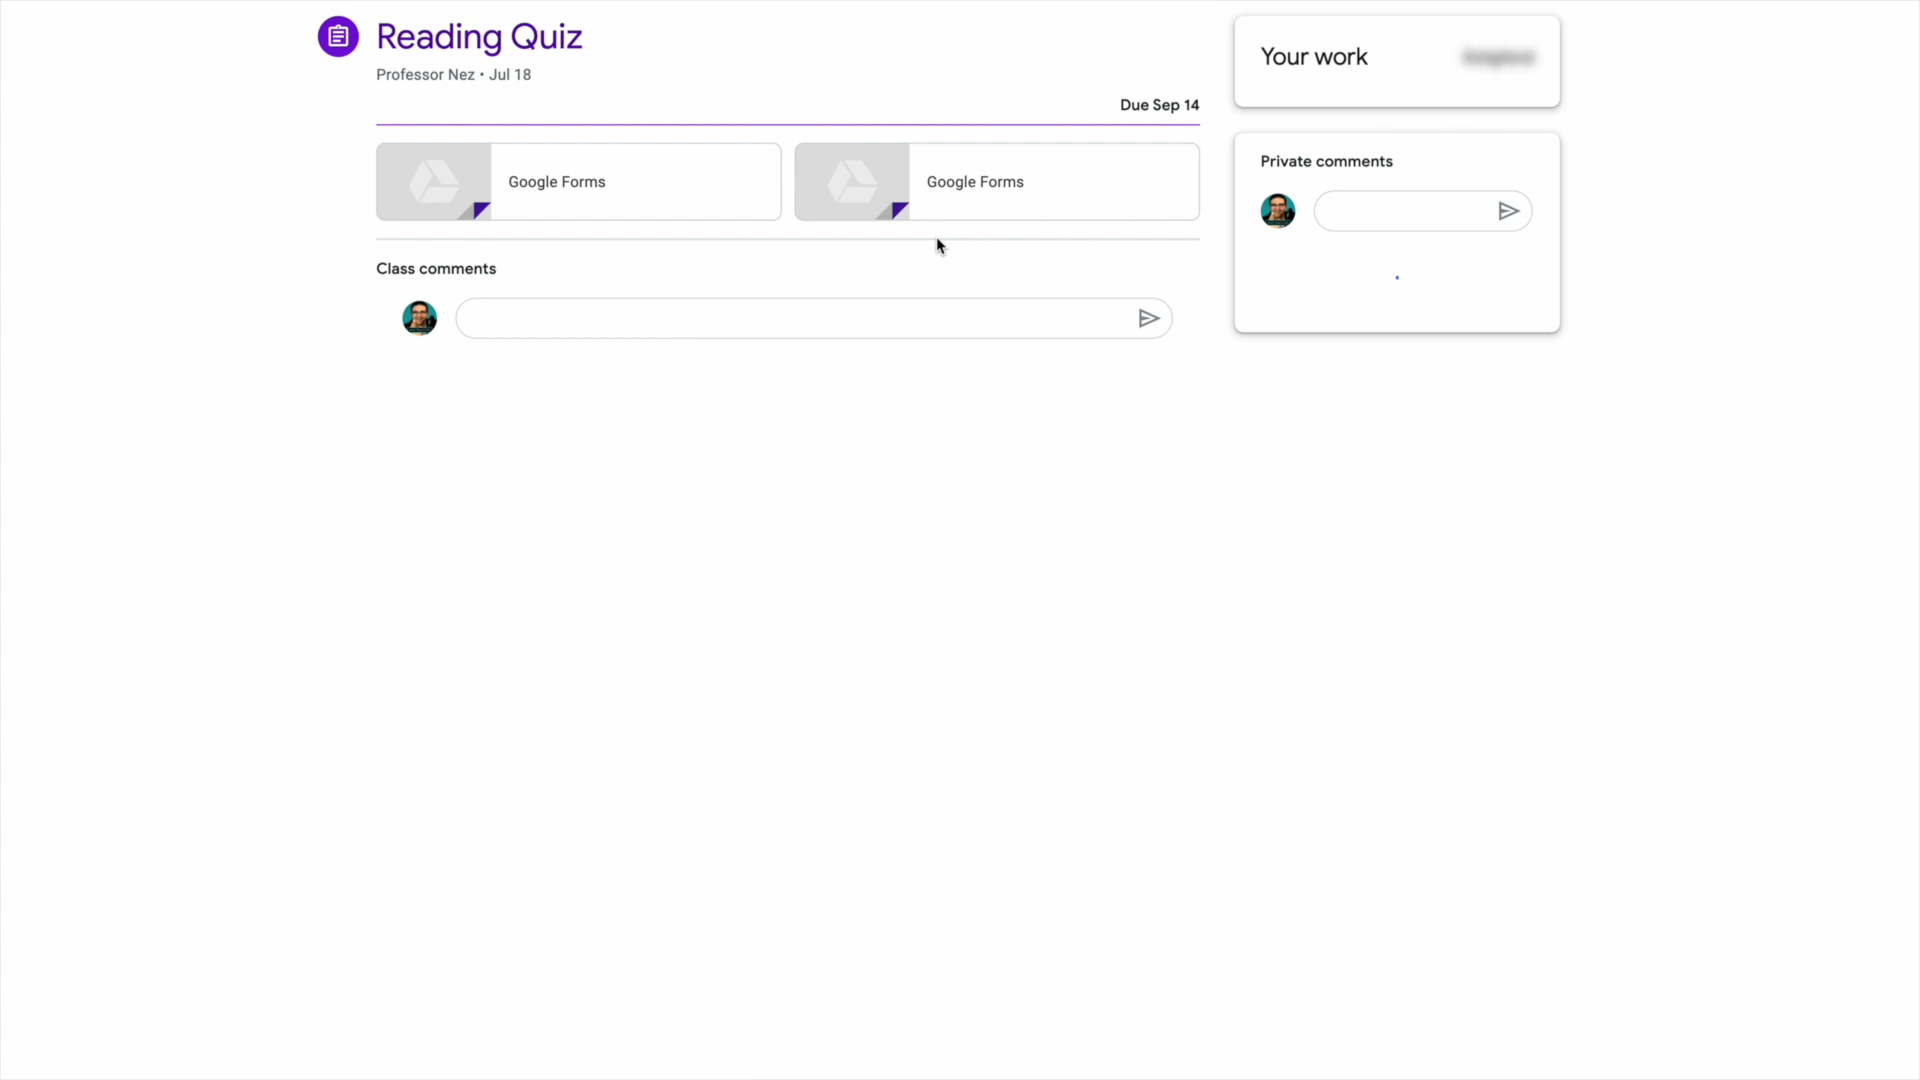 Reading Quiz
Professor Nez • Jul 18
Due Sep 14
Google Forms
Google Forms
Class comments
Your work
Private comments